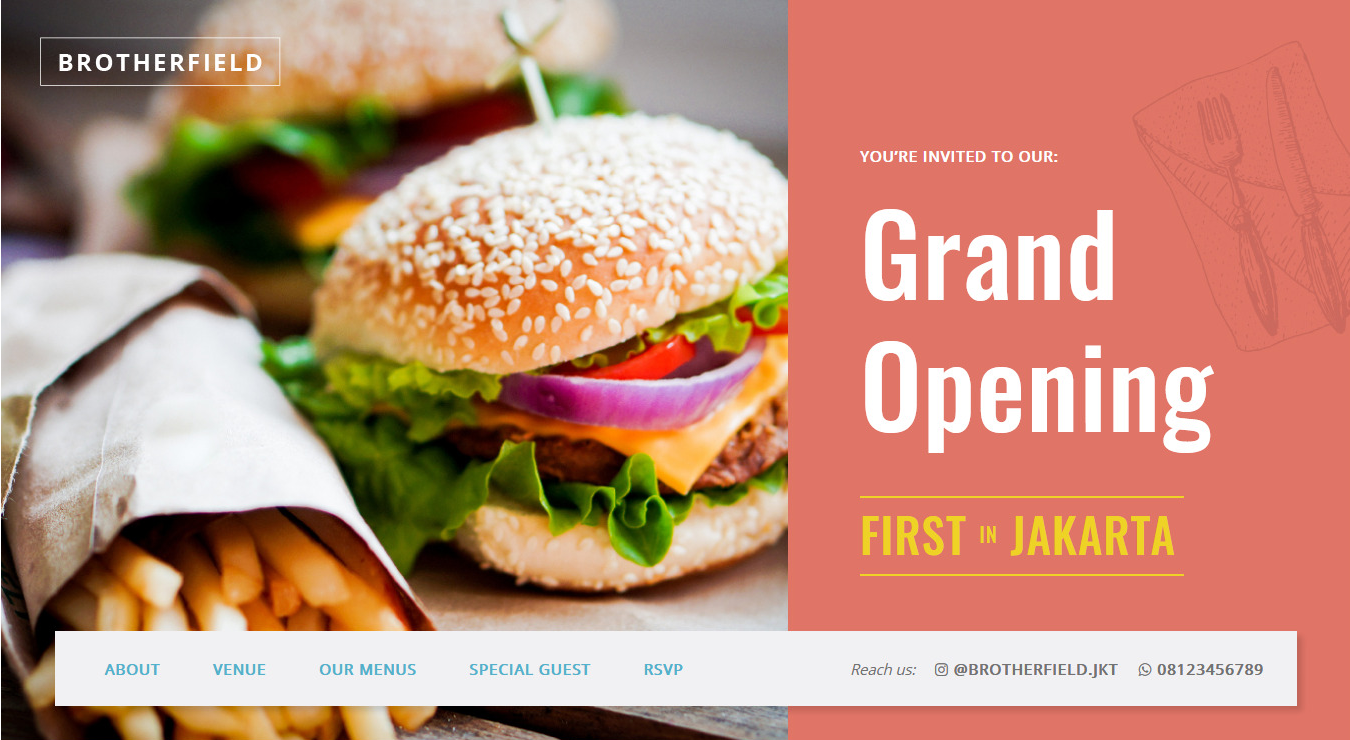 BROTHERFIELD
YOU'RE INVITED TO OUR:
Grand
Opening
FIRST IN JAKARTA
ABOUT VENUE OUR MENUS SPECIAL GUEST RSVP Reach us: @BROTHERFIELD.JKT 08123456789